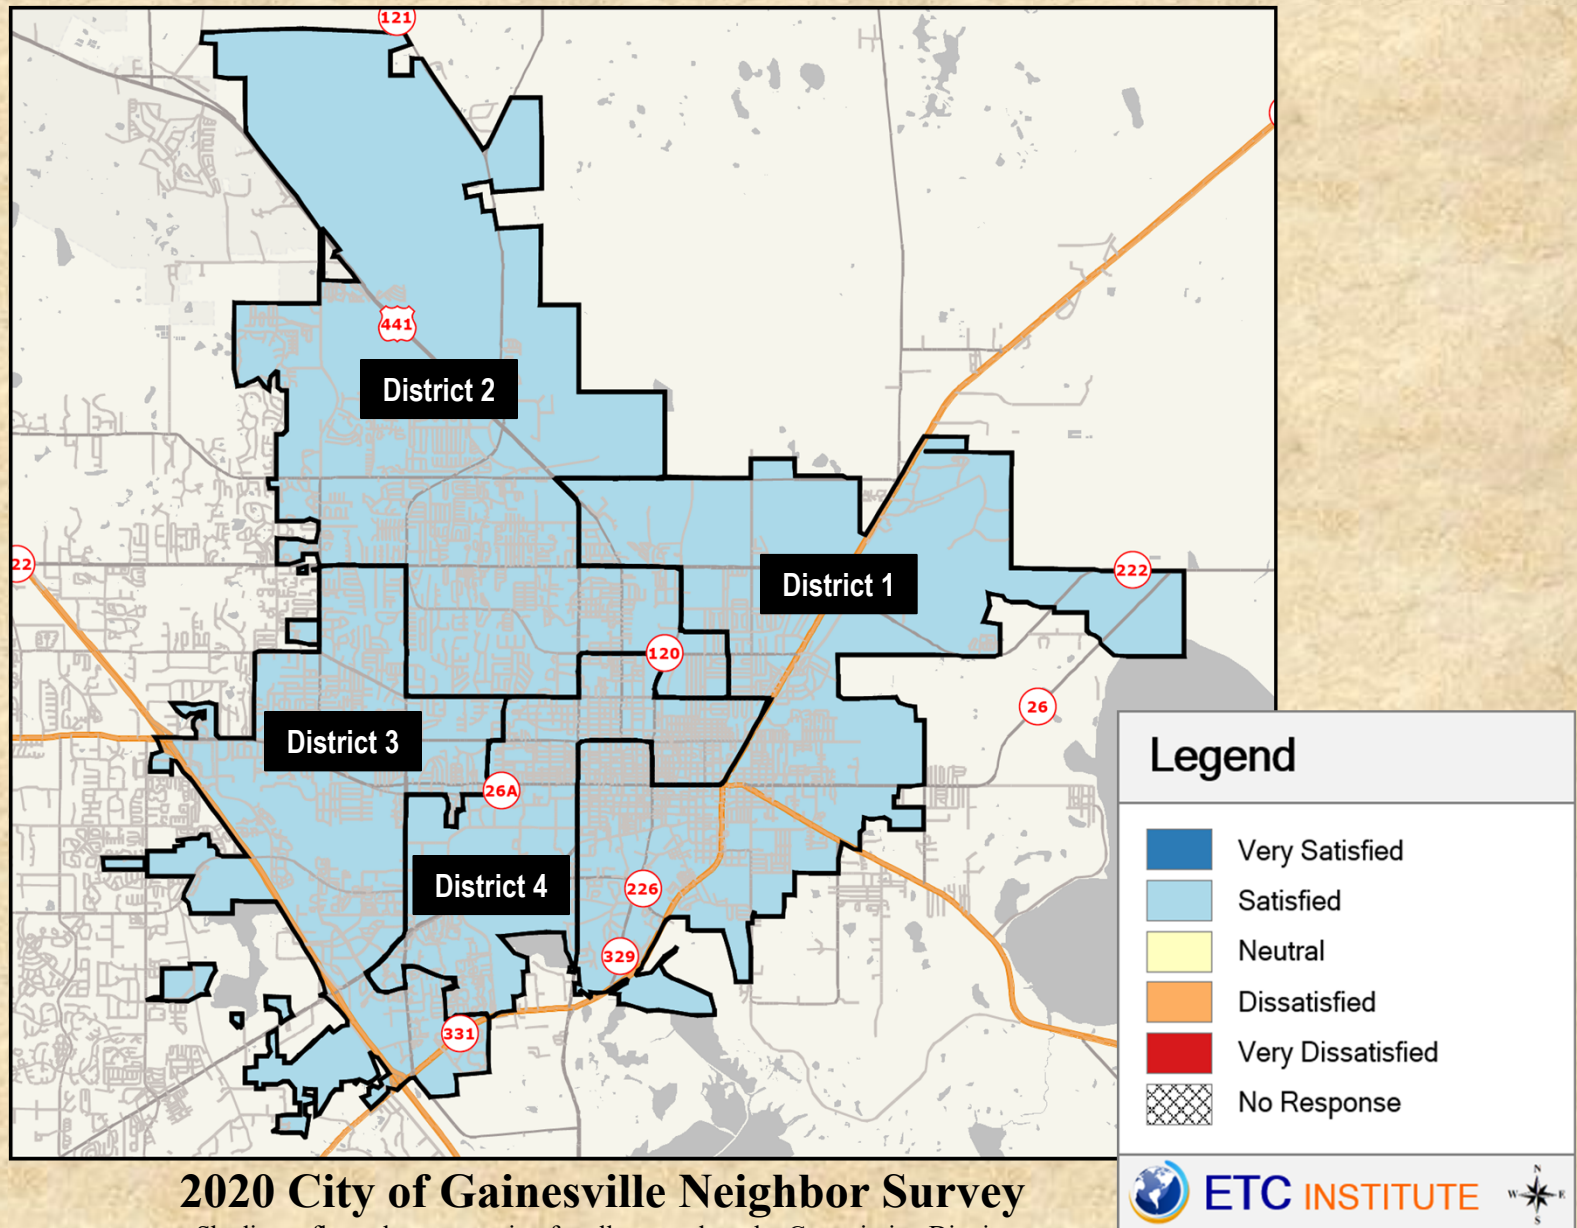 121
441
District 2
District 1
222
22
120
26
District 3
26A
District 4
226
329
331
Legend
Very Satisfied
Satisfied
Neutral
Dissatisfied
Very Dissatisfied
No Response
ETC INSTITUTE
N
W E
S
2020 City of Gainesville Neighbor Survey